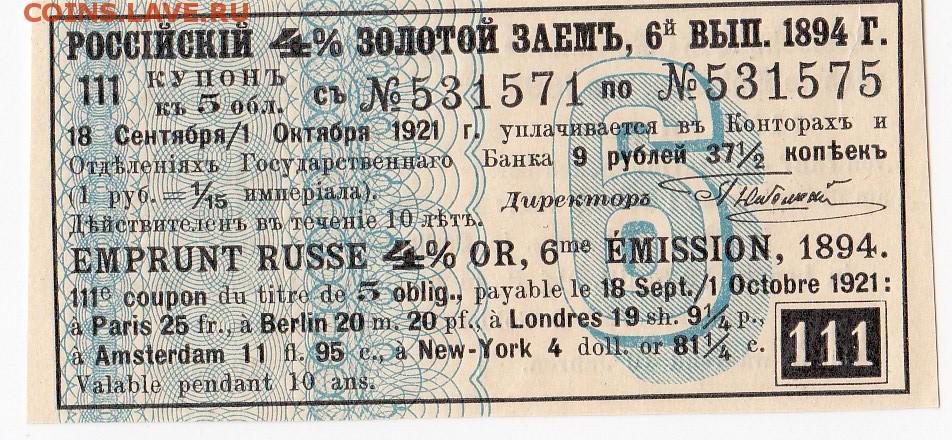 COINS.LAVE.RU
РОССІЙСКІЙ 4% ЗОЛОТОЙ ЗАЕМЪ, 6й ВЫП. 1894 Г.
111 КУПОНЪ къ 5 обл. съ №531571 по №531575
18 Сентября/1 Октября 1921 г. уплачивается въ Конторахъ и
Отдѣленіяхъ Государственнаго Банка 9 рублей 37½ копѣекъ
(1 руб.=1/15 имперіала). Директоръ
Дѣйствителенъ въ теченіе 10 лѣтъ.
EMPRUNT RUSSE 4% OR, 6me ÉMISSION, 1894.
111e coupon du titre de 5 oblig., payable le 18 Sept./1 Octobre 1921:
à Paris 25 fr., à Berlin 20 m. 20 pf., à Londres 19 sh. 9¼ p.,
à Amsterdam 11 fl. 95 c., à New-York 4 doll. or 81¼ c.
Valable pendant 10 ans.
111
6